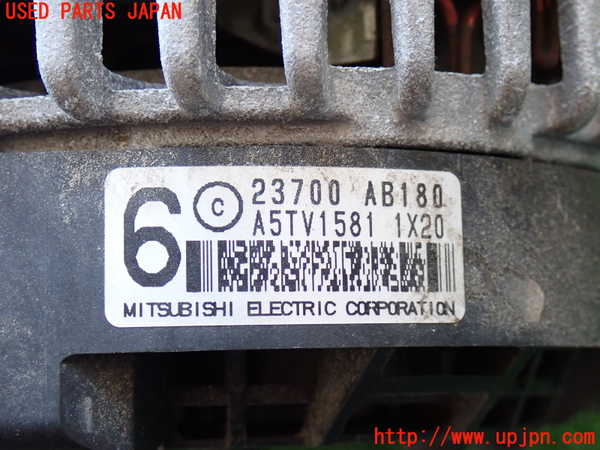 USED PARTS JAPAN
6 © 23700 AB180
A5TV1581 1X20
MITSUBISHI ELECTRIC CORPORATION
http://www.upjpn.com/